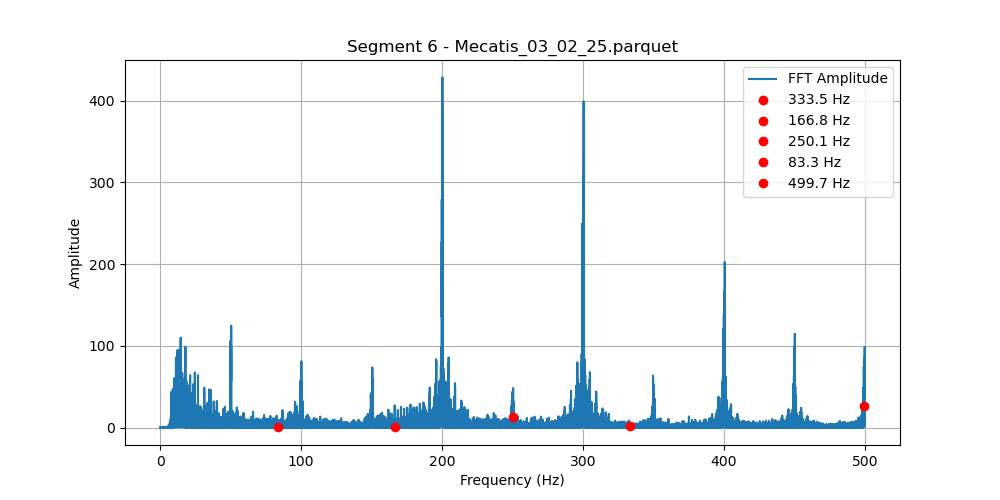 Segment 6 - Mecatis_03_02_25.parquet
FFT Amplitude
333.5 Hz
166.8 Hz
250.1 Hz
83.3 Hz
499.7 Hz
Amplitude
400
300
200
100
0
0 100 200 300 400 500
Frequency (Hz)